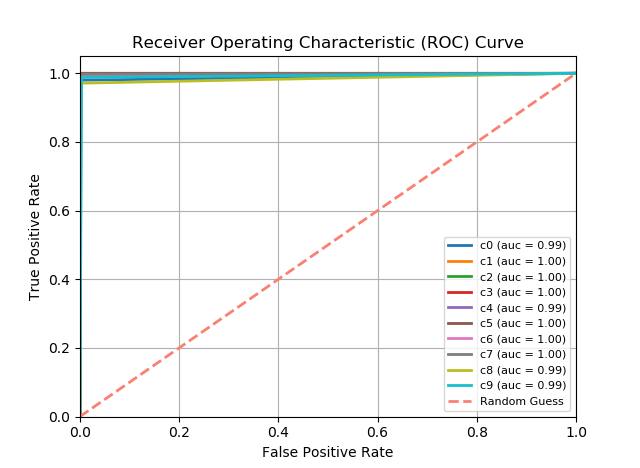 Receiver Operating Characteristic (ROC) Curve
1.0
0.8
0.6
0.4
0.2
0.0
True Positive Rate
c0 (auc = 0.99)
c1 (auc = 1.00)
c2 (auc = 1.00)
c3 (auc = 1.00)
c4 (auc = 0.99)
c5 (auc = 1.00)
c6 (auc = 1.00)
c7 (auc = 1.00)
c8 (auc = 0.99)
c9 (auc = 0.99)
Random Guess
0.0 0.2 0.4 0.6 0.8 1.0
False Positive Rate